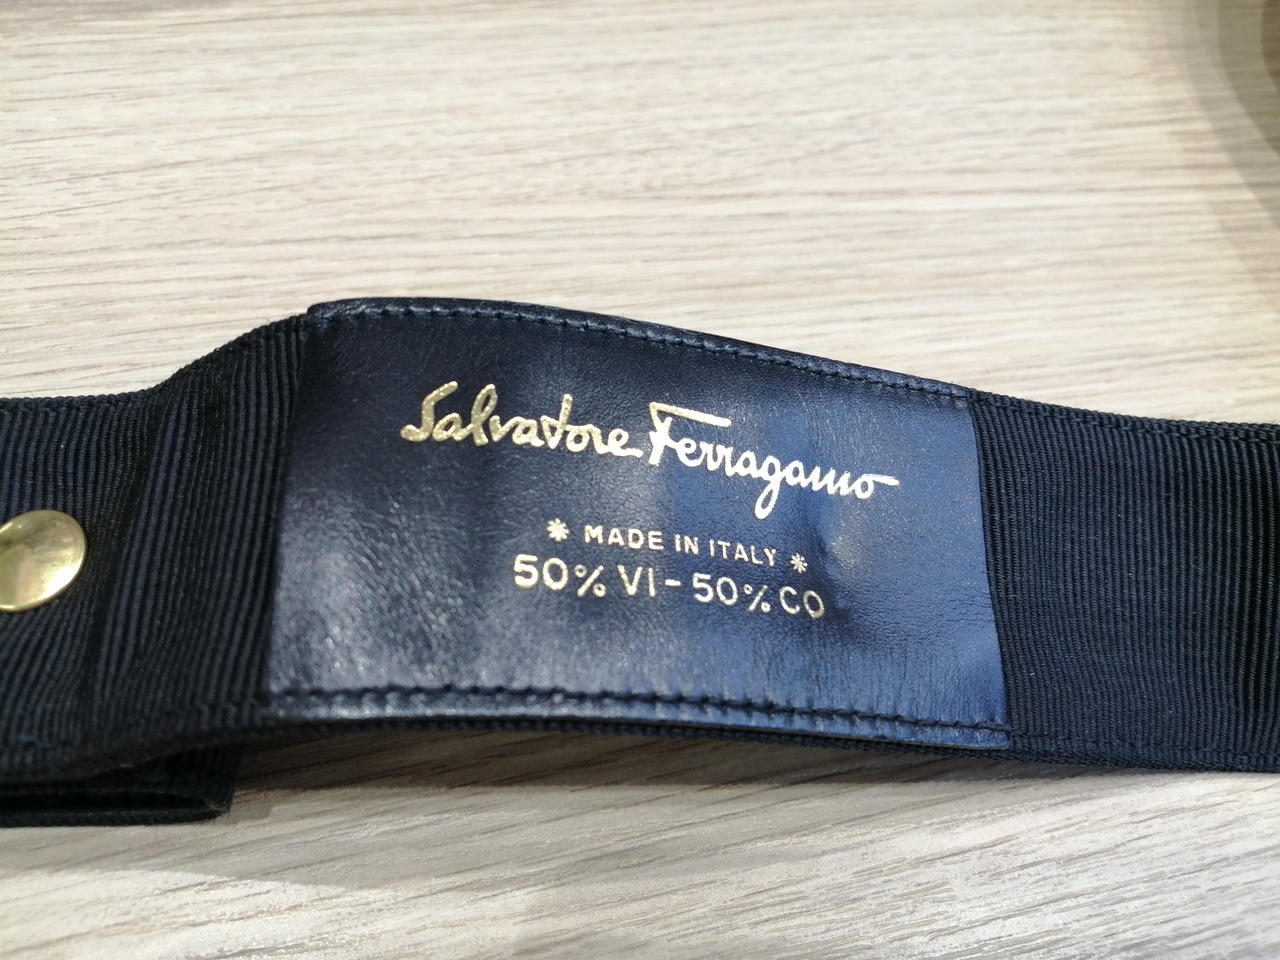 Salvatore Ferragamo
* MADE IN ITALY *
50% VI - 50% CO